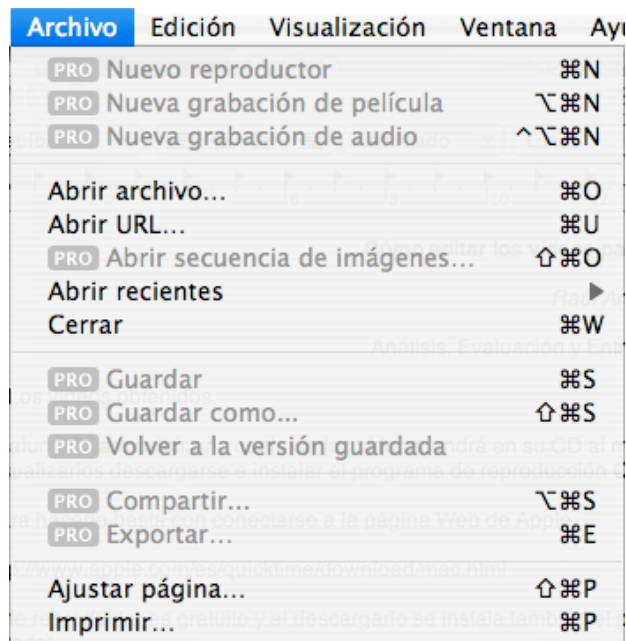 Archivo Edición Visualización Ventana Ayu
PRO Nuevo reproductor ⌘N
PRO Nueva grabación de película ⌥⌘N
PRO Nueva grabación de audio ^⌥⌘N
Abrir archivo... ⌘O
Abrir URL... ⌘U
PRO Abrir secuencia de imágenes... ⇧⌘O
Abrir recientes ▶
Cerrar ⌘W
PRO Guardar ⌘S
PRO Guardar como... ⇧⌘S
PRO Volver a la versión guardada
PRO Compartir... ⌥⌘S
PRO Exportar... ⌘E
Ajustar página... ⇧⌘P
Imprimir... ⌘P